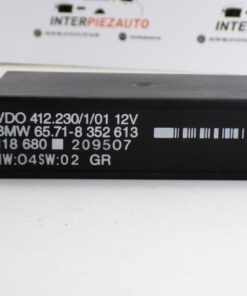 INTERPIEZAUTO
VDO 412.230/1/01 12V
BMW 65.71-8 352 613
118 680 209507
HW:04SW:02 GR